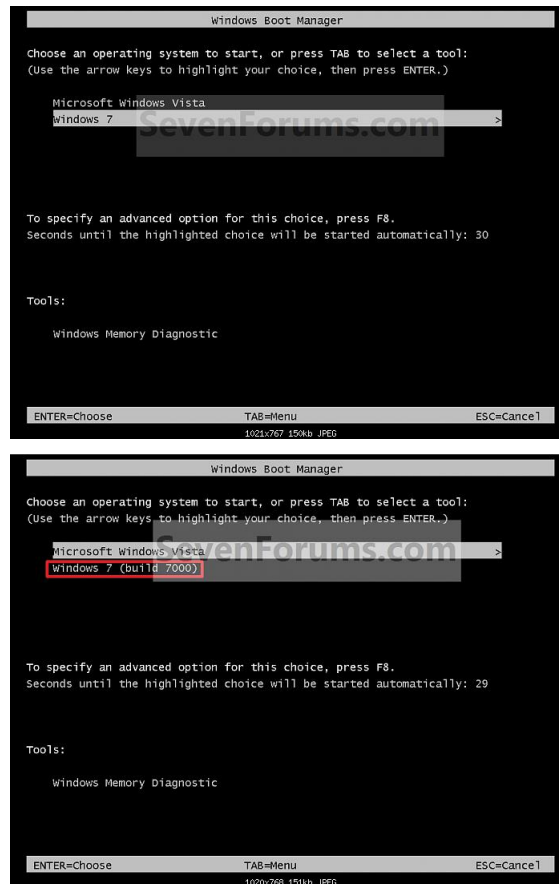 Windows Boot Manager
Choose an operating system to start, or press TAB to select a tool:
(Use the arrow keys to highlight your choice, then press ENTER.)
Microsoft Windows Vista
Windows 7 >
SevenForums.com
To specify an advanced option for this choice, press F8.
Seconds until the highlighted choice will be started automatically: 30
Tools:
Windows Memory Diagnostic
ENTER=Choose TAB=Menu ESC=Cancel
1021x767 150kb JPEG
Windows Boot Manager
Choose an operating system to start, or press TAB to select a tool:
(Use the arrow keys to highlight your choice, then press ENTER.)
Microsoft Windows Vista >
SevenForums.com
Windows 7 (build 7000)
To specify an advanced option for this choice, press F8.
Seconds until the highlighted choice will be started automatically: 29
Tools:
Windows Memory Diagnostic
ENTER=Choose TAB=Menu ESC=Cancel
1020x768 151kb JPEG